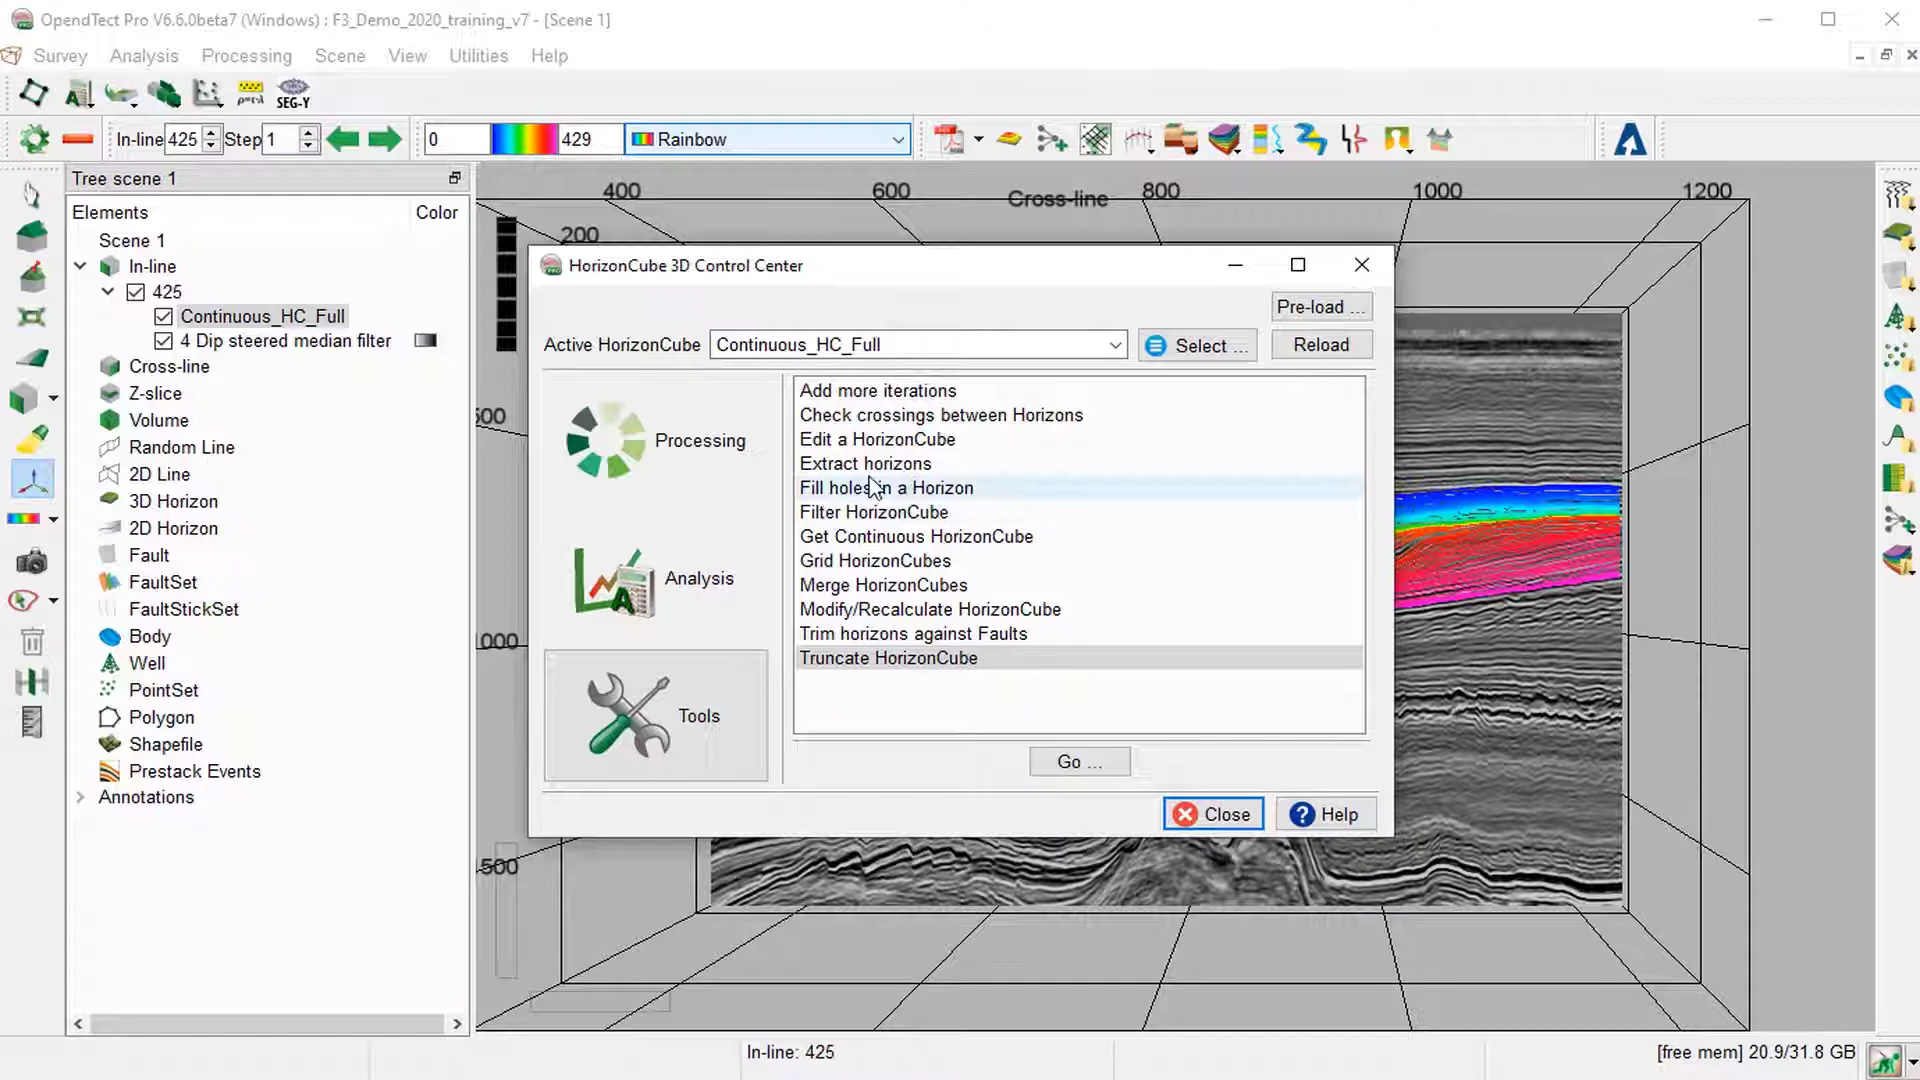 OpendTect Pro V6.6.0beta7 (Windows) : F3_Demo_2020_training_v7 - [Scene 1]
Survey Analysis Processing Scene View Utilities Help
SEG-Y
In-line 425 Step 1 0 429 Rainbow
Tree scene 1
Elements Color
Scene 1
In-line
425
Continuous_HC_Full
4 Dip steered median filter
Cross-line
Z-slice
Volume
Random Line
2D Line
3D Horizon
2D Horizon
Fault
FaultSet
FaultStickSet
Body
Well
PointSet
Polygon
Shapefile
Prestack Events
Annotations
400 600 Cross-line 800 1000 1200
200
500
1000
500
HorizonCube 3D Control Center
Pre-load ...
Active HorizonCube Continuous_HC_Full Select ... Reload
Processing
Analysis
Tools
Add more iterations
Check crossings between Horizons
Edit a HorizonCube
Extract horizons
Fill holes in a Horizon
Filter HorizonCube
Get Continuous HorizonCube
Grid HorizonCubes
Merge HorizonCubes
Modify/Recalculate HorizonCube
Trim horizons against Faults
Truncate HorizonCube
Go ...
Close Help
In-line: 425
[free mem] 20.9/31.8 GB